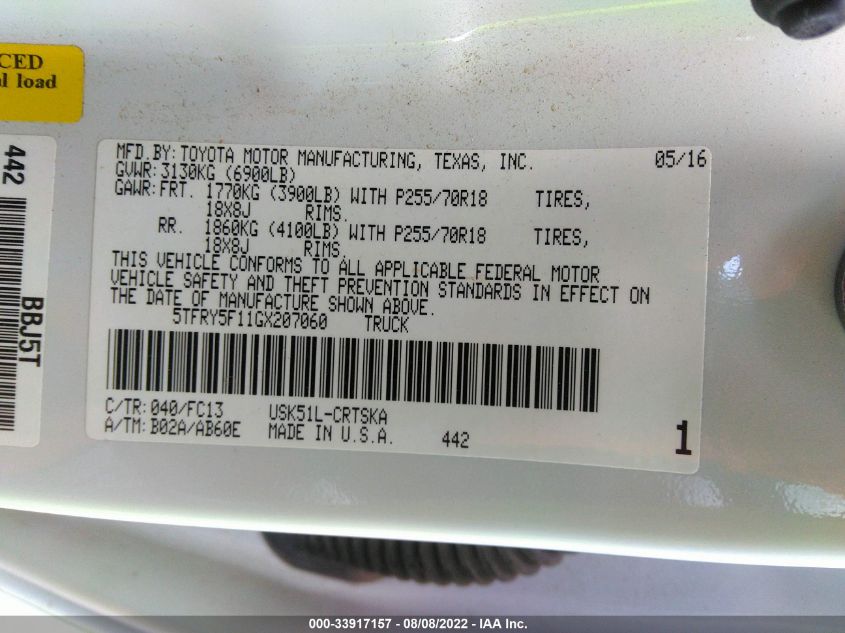 CED
al load
442
BBJ5T
MFD.BY: TOYOTA MOTOR MANUFACTURING, TEXAS, INC. 05/16
GVWR: 3130KG (6900LB)
GAWR: FRT. 1770KG (3900LB) WITH P255/70R18 TIRES,
18X8J RIMS.
RR. 1860KG (4100LB) WITH P255/70R18 TIRES,
18X8J RIMS.
THIS VEHICLE CONFORMS TO ALL APPLICABLE FEDERAL MOTOR
VEHICLE SAFETY AND THEFT PREVENTION STANDARDS IN EFFECT ON
THE DATE OF MANUFACTURE SHOWN ABOVE.
5TFRY5F11GX207060 TRUCK
C/TR: 040/FC13 USK51L-CRTSKA
A/TM: B02A/AB60E MADE IN U.S.A. 442 1
000-33917157 - 08/08/2022 - IAA Inc.